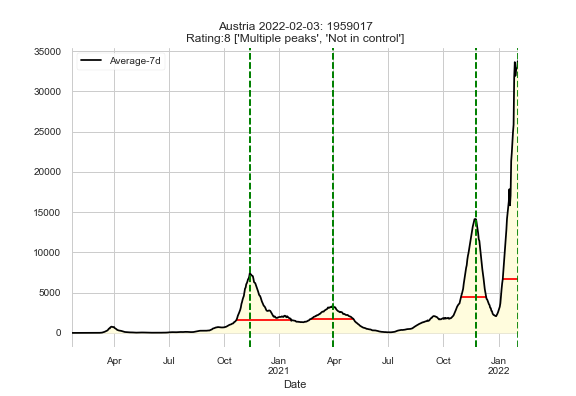 Austria 2022-02-03: 1959017
Rating:8 ['Multiple peaks', 'Not in control']
Average-7d
35000
30000
25000
20000
15000
10000
5000
0
Apr Jul Oct Jan Apr Jul Oct Jan
2021 2022
Date